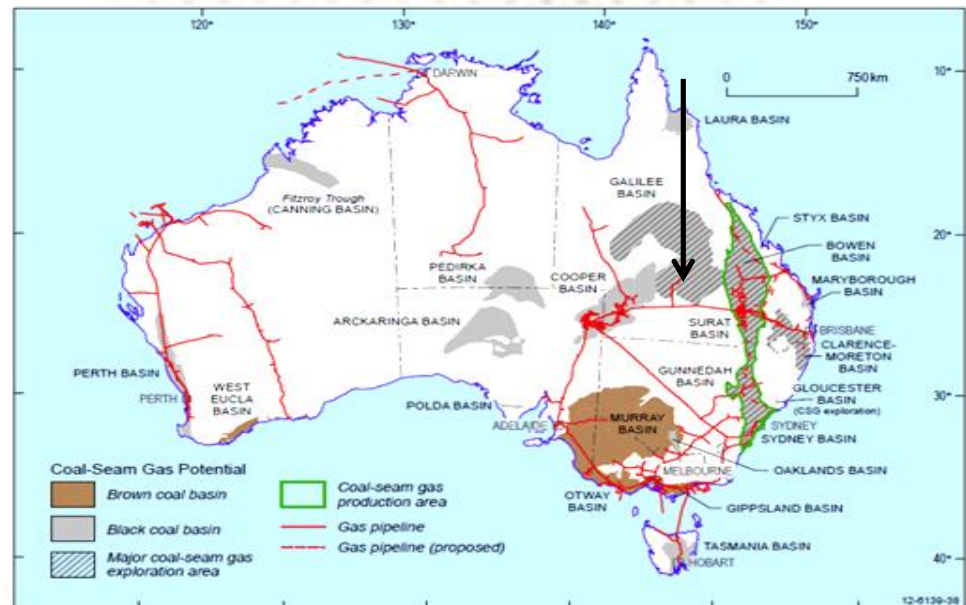 120°
130°
140°
150°
DARWIN
0
750km
10°
LAURA BASIN
GALILEE
BASIN
Fitzroy Trough
(CANNING BASIN)
STYX BASIN
BOWEN
BASIN
20°
PEDIRKA
BASIN
COOPER
BASIN
MARYBOROUGH
BASIN
ARCKARINGA BASIN
SURAT
BASIN
BRISBANE
CLARENCE-
MORETON
BASIN
GUNNEDAH
BASIN
PERTH BASIN
WEST
EUCLA
BASIN
PERTH
GLOUCESTER
BASIN
(CSG exploration)
30°
POLDA BASIN
MURRAY
BASIN
ADELAIDE
SYDNEY
SYDNEY BASIN
OAKLANDS BASIN
MELBOURNE
OTWAY
BASIN
GIPPSLAND BASIN
TASMANIA BASIN
HOBART
40°
Coal-Seam Gas Potential
Brown coal basin
Black coal basin
Major coal-seam gas
exploration area
Coal-seam gas
production area
Gas pipeline
Gas pipeline (proposed)
120°
130°
140°
150°
12-6139-38